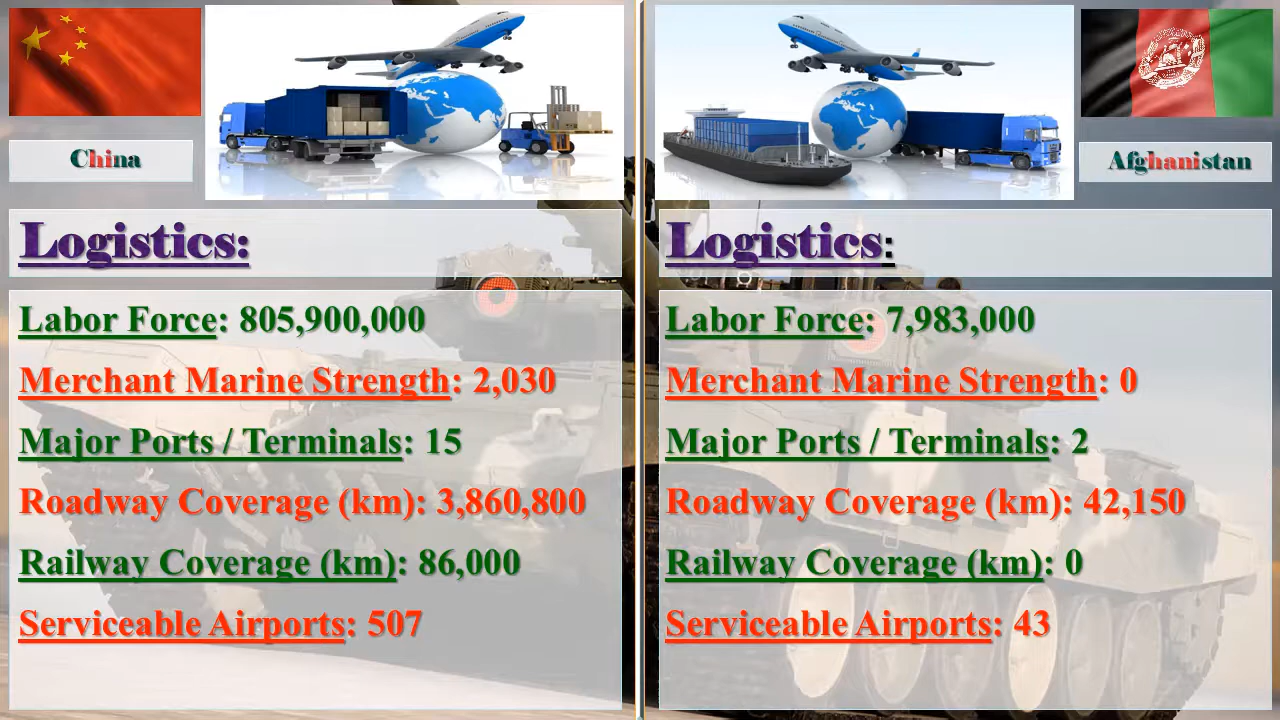 China
Logistics:
Labor Force: 805,900,000
Merchant Marine Strength: 2,030
Major Ports / Terminals: 15
Roadway Coverage (km): 3,860,800
Railway Coverage (km): 86,000
Serviceable Airports: 507
Afghanistan
Logistics:
Labor Force: 7,983,000
Merchant Marine Strength: 0
Major Ports / Terminals: 2
Roadway Coverage (km): 42,150
Railway Coverage (km): 0
Serviceable Airports: 43